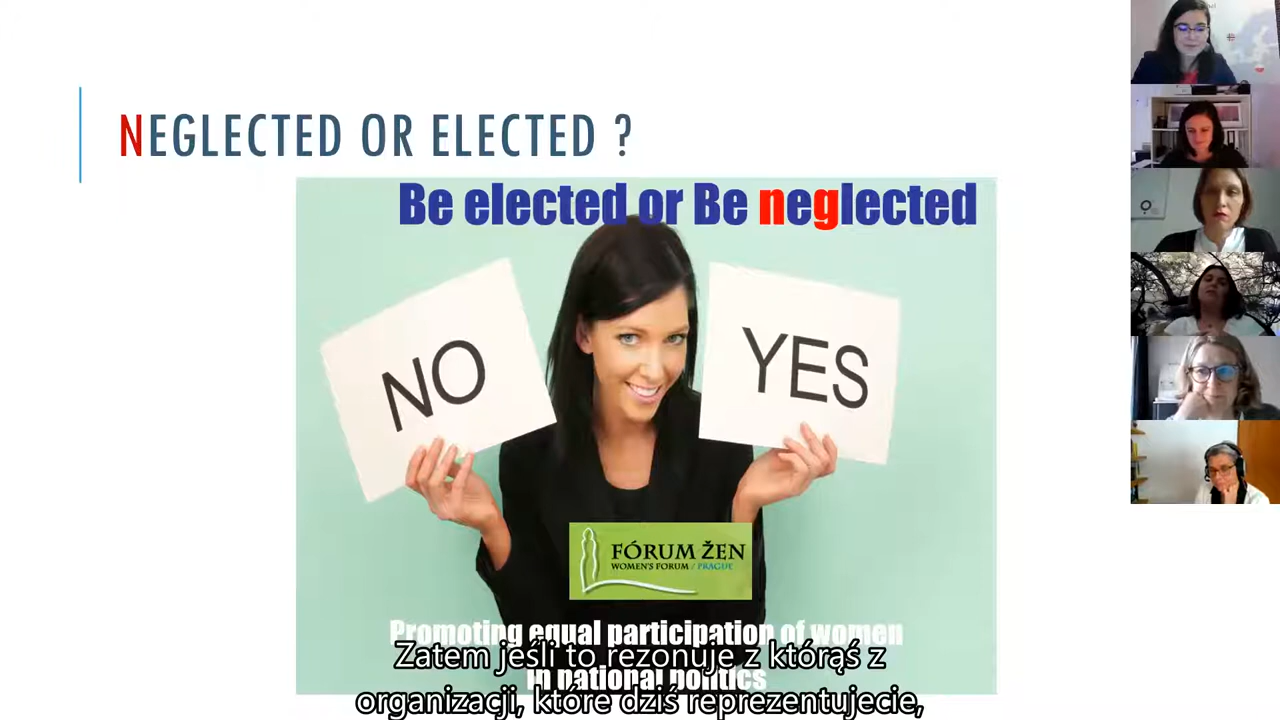 NEGLECTED OR ELECTED ?
Be elected or Be neglected
NO
YES
FÓRUM ŽEN
WOMEN'S FORUM / PRAGUE
Promoting equal participation of women
in national politics
Zatem jeśli to rezonuje z którąś z
organizacji, które dziś reprezentujecie,